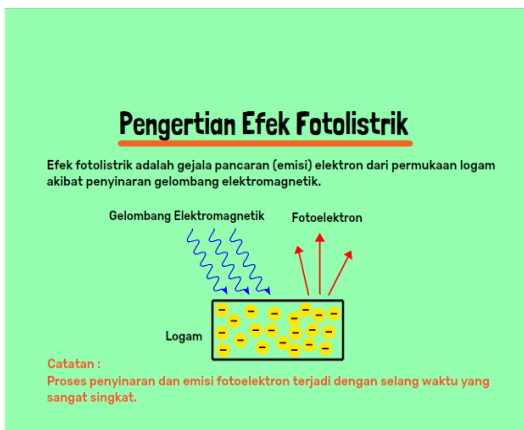 Pengertian Efek Fotolistrik
Efek fotolistrik adalah gejala pancaran (emisi) elektron dari permukaan logam
akibat penyinaran gelombang elektromagnetik.
Gelombang Elektromagnetik
Fotoelektron
Logam
Catatan :
Proses penyinaran dan emisi fotoelektron terjadi dengan selang waktu yang
sangat singkat.